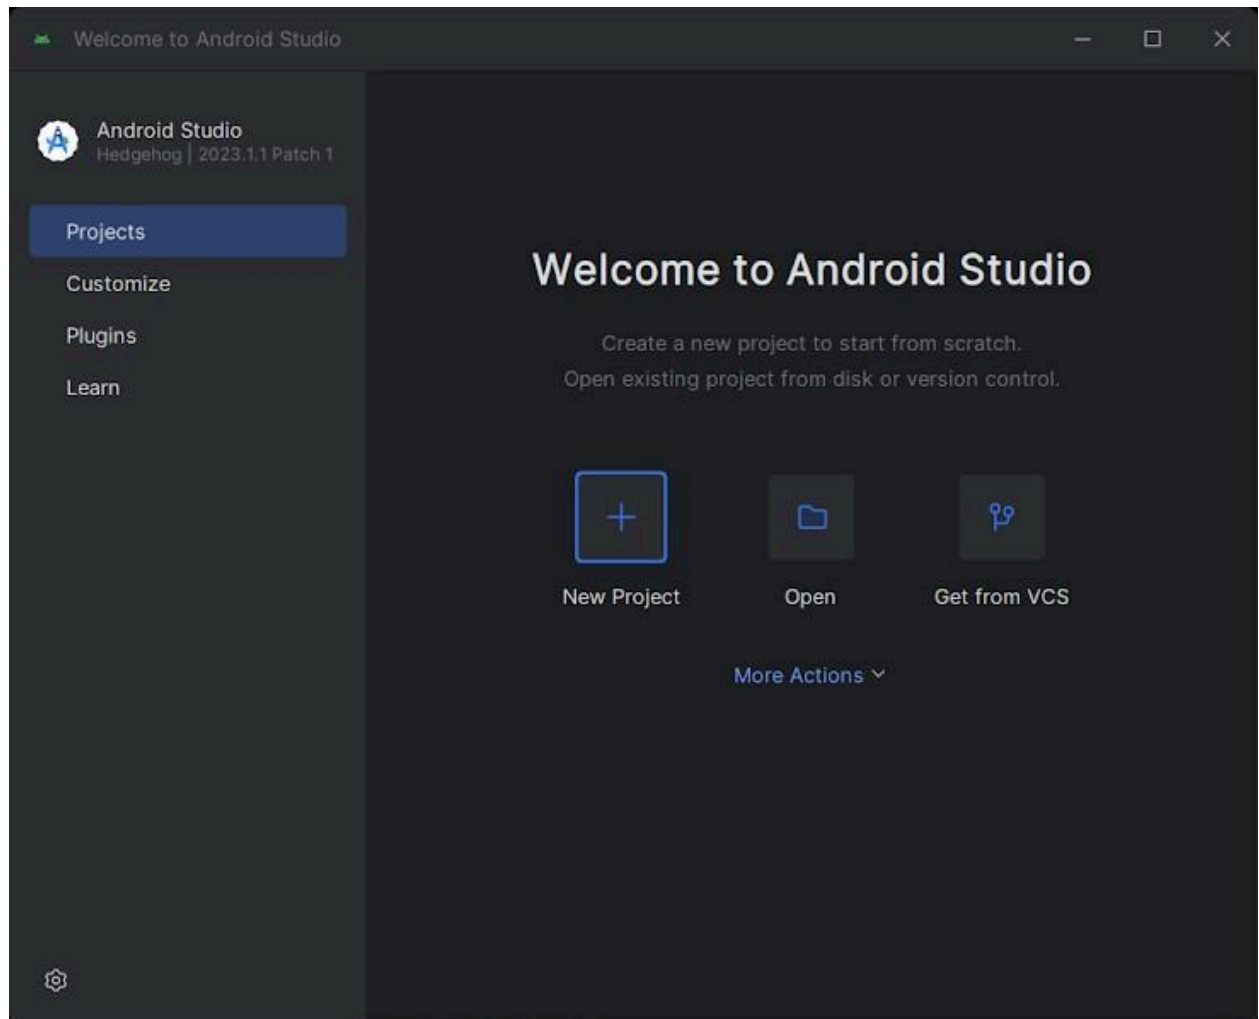 Welcome to Android Studio
Android Studio
Hedgehog | 2023.1.1 Patch 1
Projects
Customize
Plugins
Learn
Welcome to Android Studio
Create a new project to start from scratch.
Open existing project from disk or version control.
New Project
Open
Get from VCS
More Actions